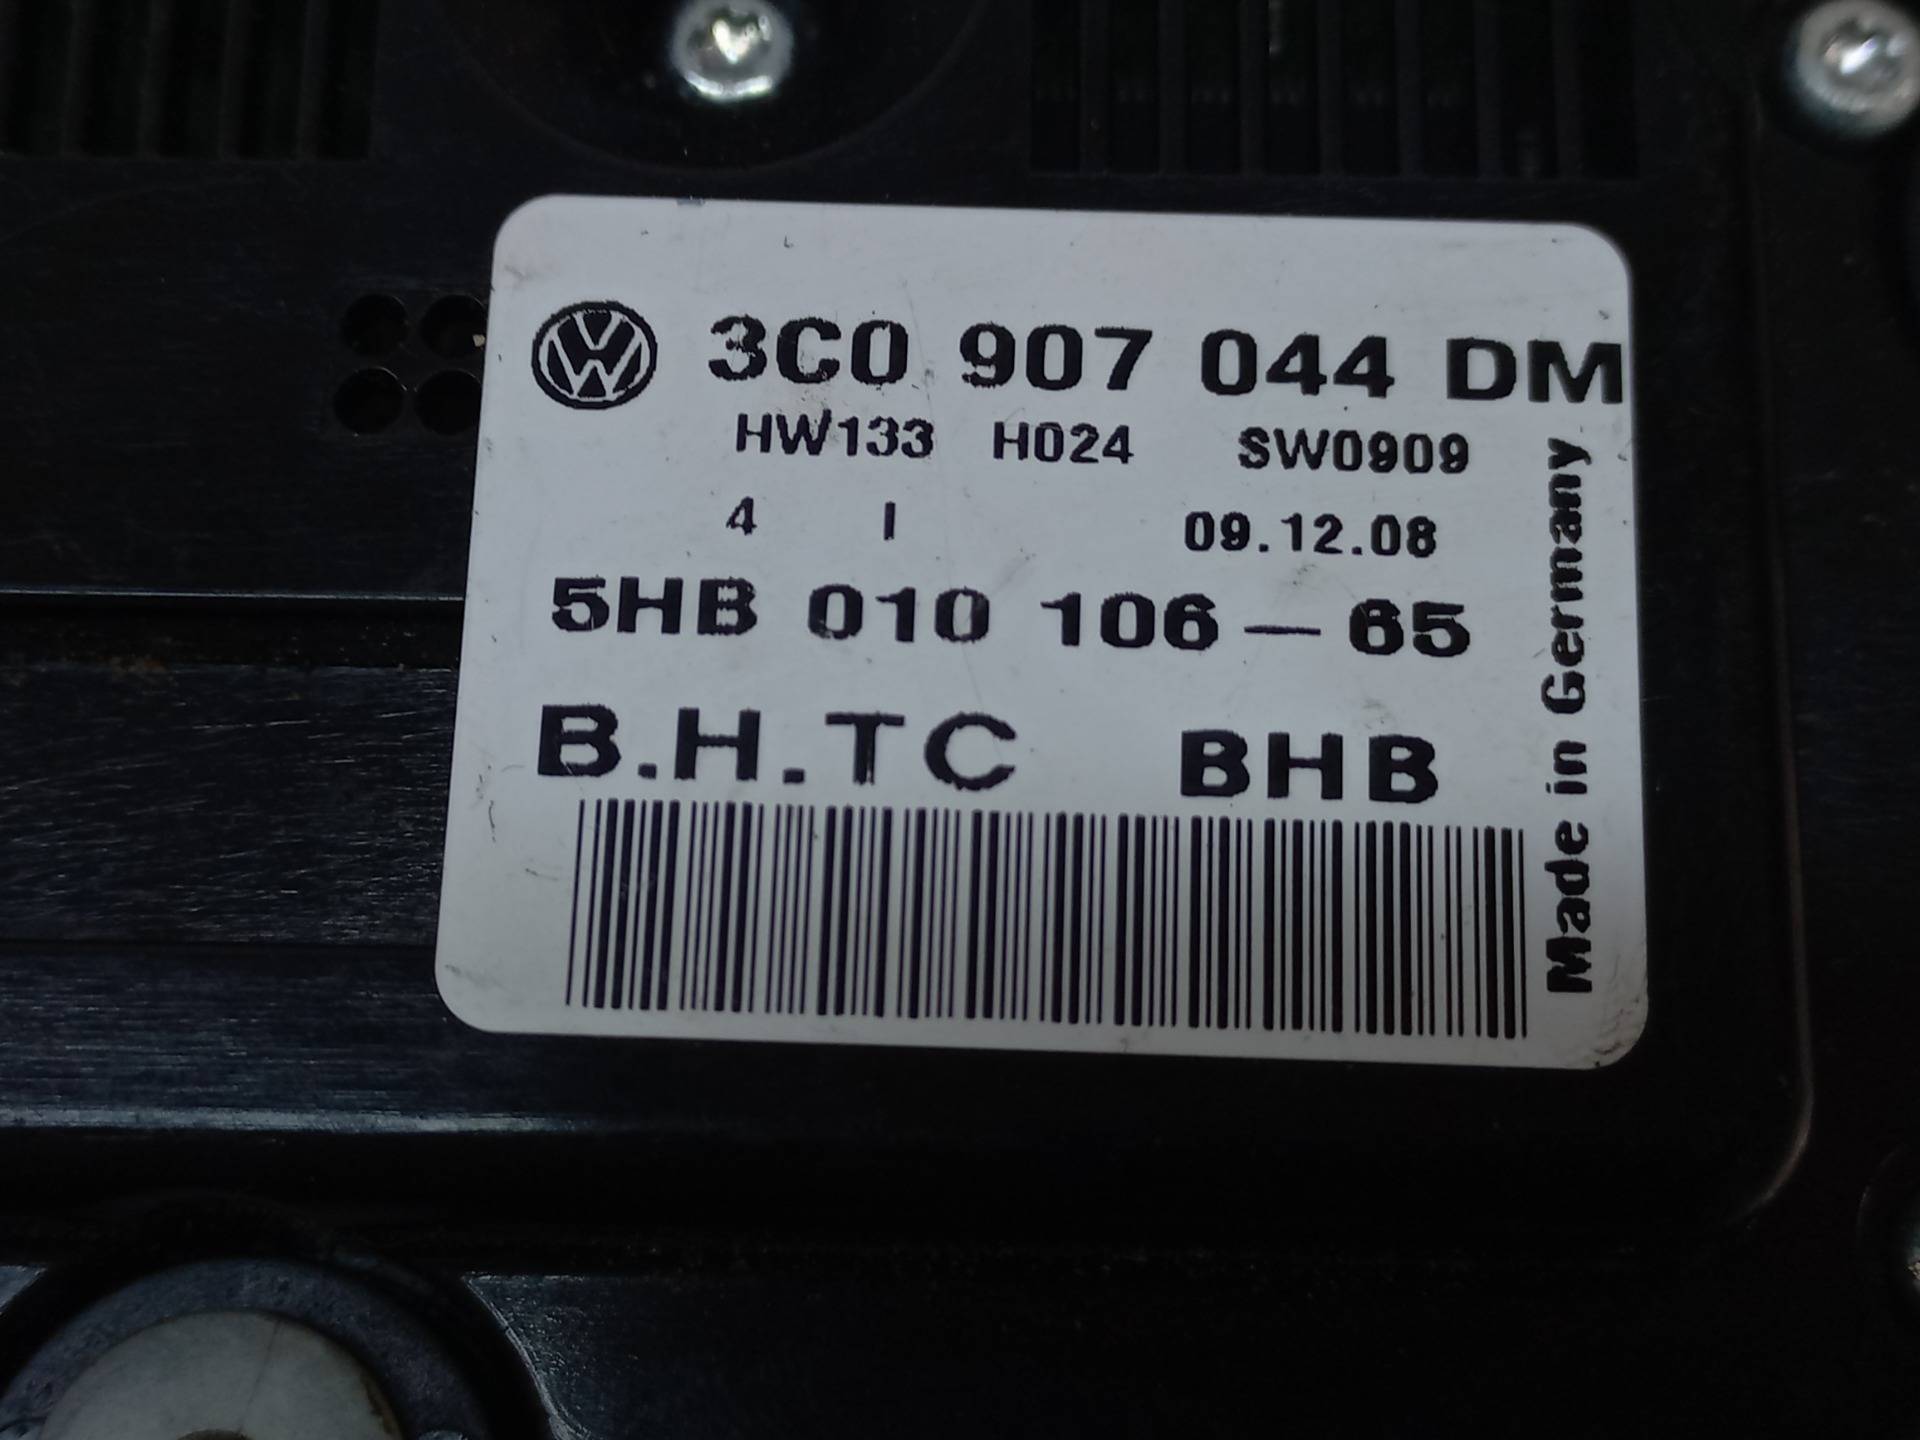 3C0 907 044 DM
HW133 H024 SW0909
4 I 09.12.08
5HB 010 106-65
B.H.TC BHB
Made in Germany